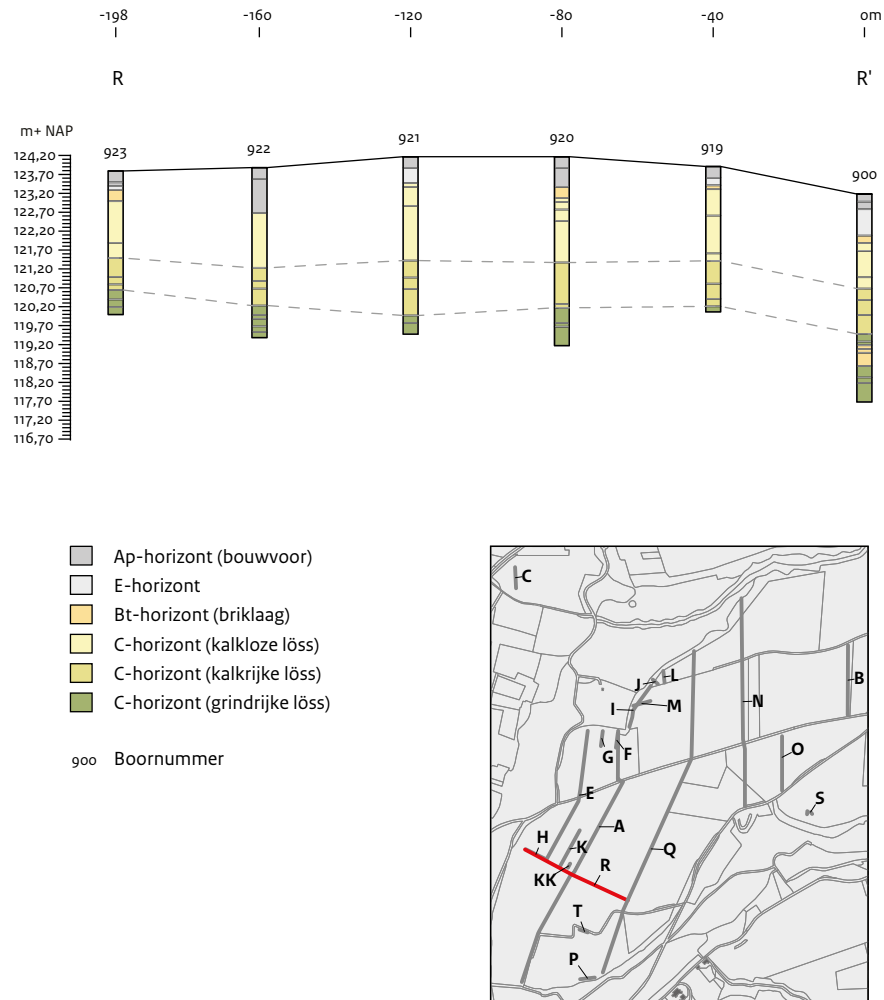 -198 -160 -120 -80 -40 0m
R R'
m+ NAP
923 922 921 920 919 900
124,20
123,70
123,20
122,70
122,20
121,70
121,20
120,70
120,20
119,70
119,20
118,70
118,20
117,70
117,20
116,70
Ap-horizont (bouwvoor)
E-horizont
Bt-horizont (briklaag)
C-horizont (kalkloze löss)
C-horizont (kalkrijke löss)
C-horizont (grindrijke löss)
900 Boornummer
C
J L B
I M N
G F O
E S
A
H K Q
KK R
T
P